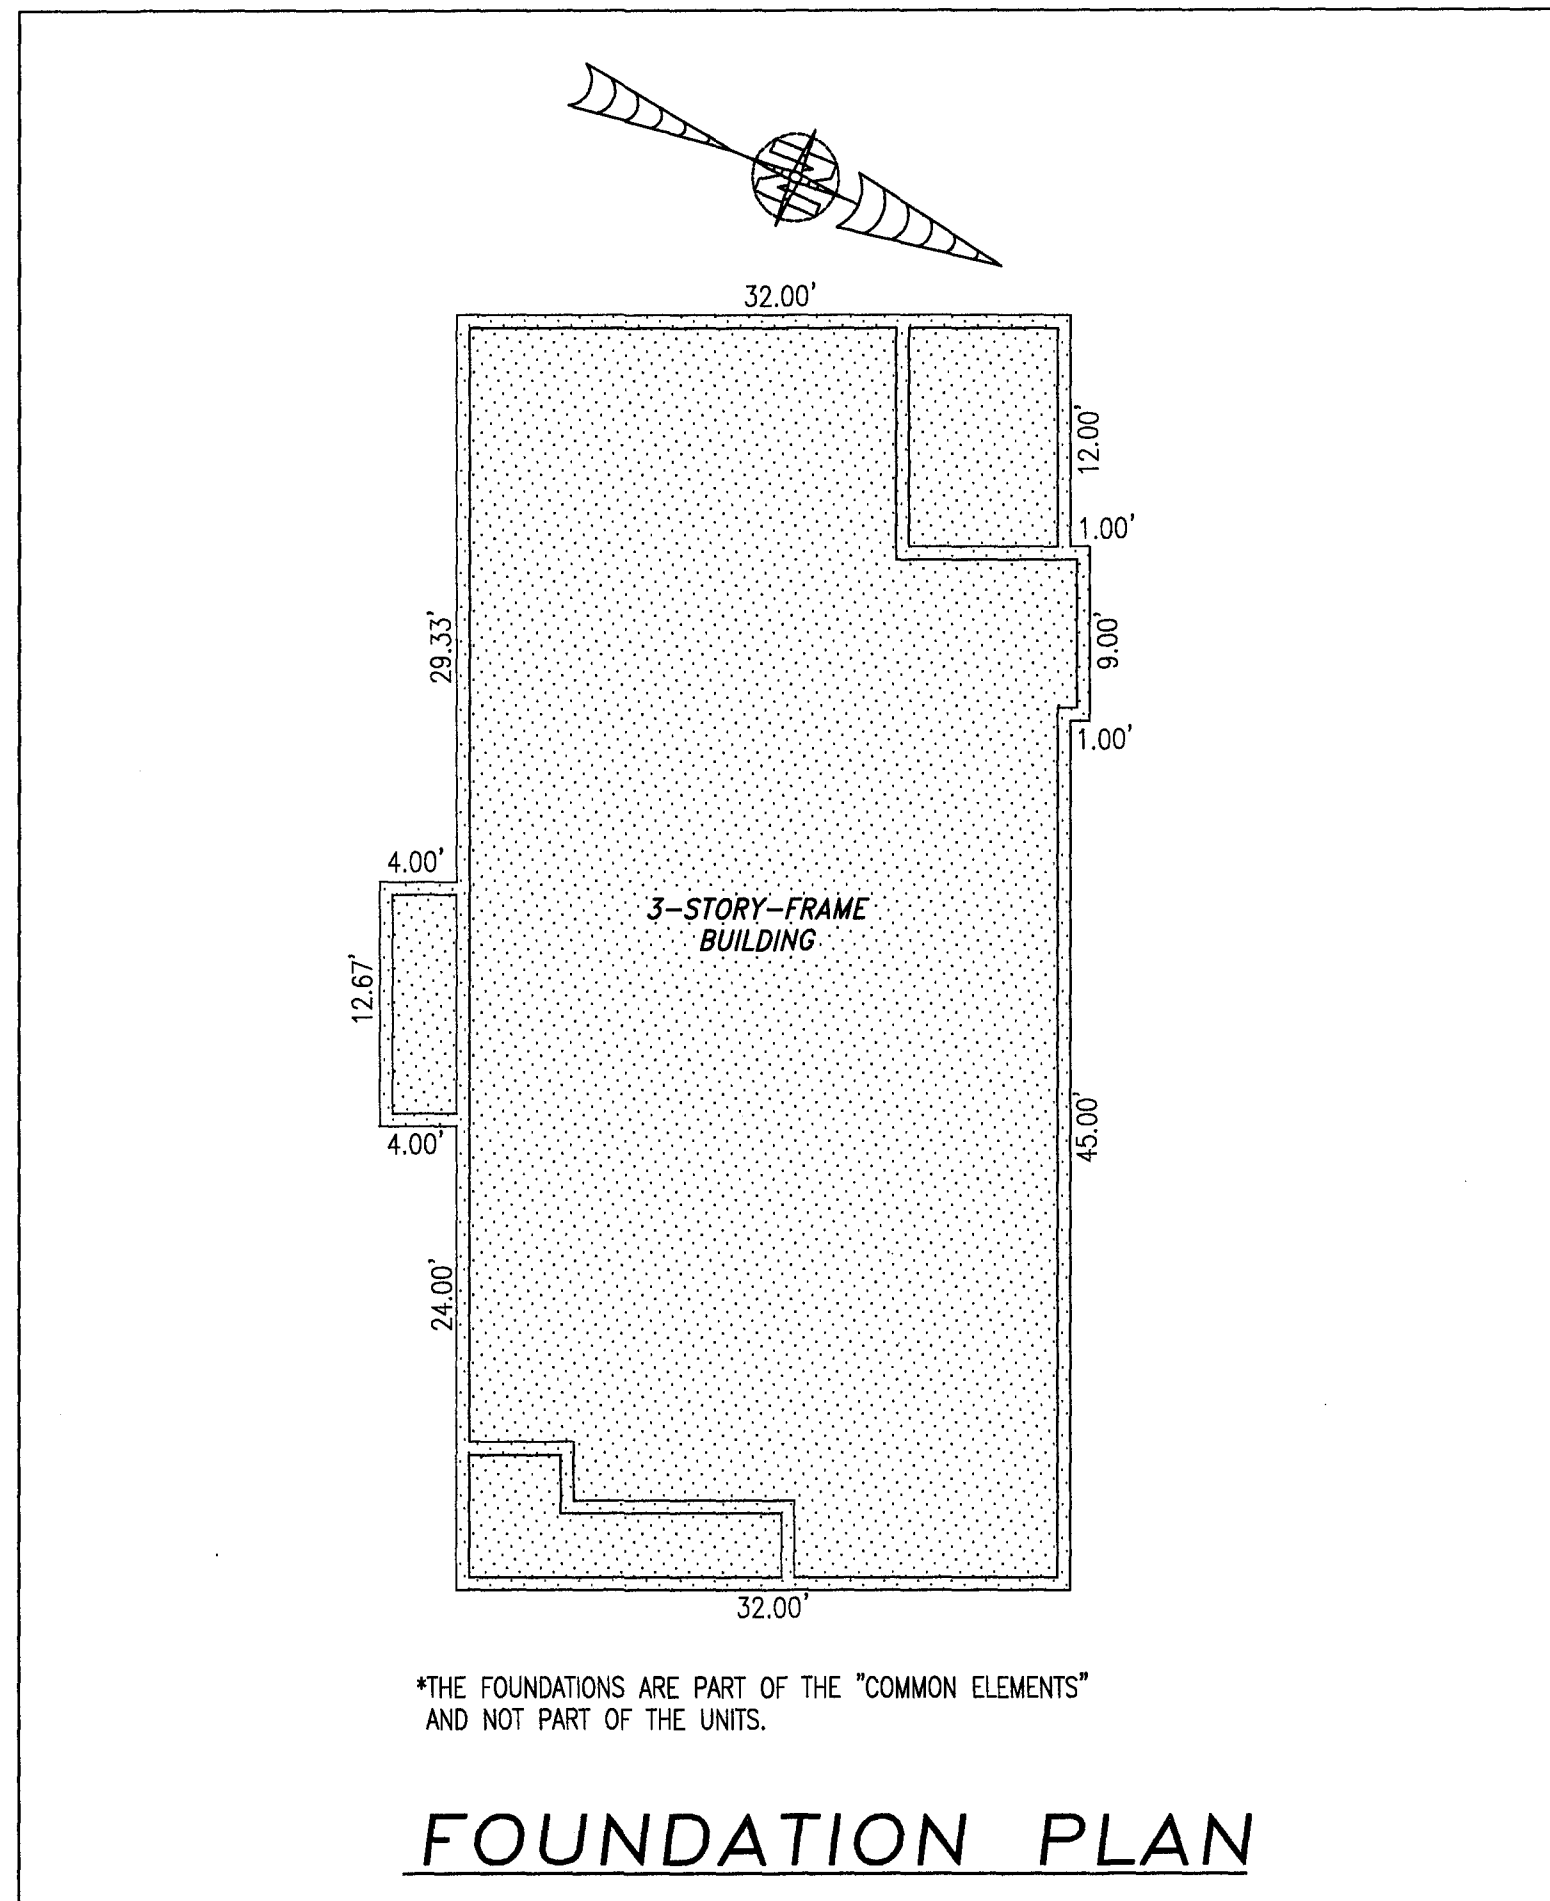 32.00'
12.00'
1.00'
29.33'
9.00'
1.00'
4.00'
3-STORY-FRAME
BUILDING
12.67'
4.00'
45.00'
24.00'
32.00'
*THE FOUNDATIONS ARE PART OF THE "COMMON ELEMENTS"
AND NOT PART OF THE UNITS.
FOUNDATION PLAN